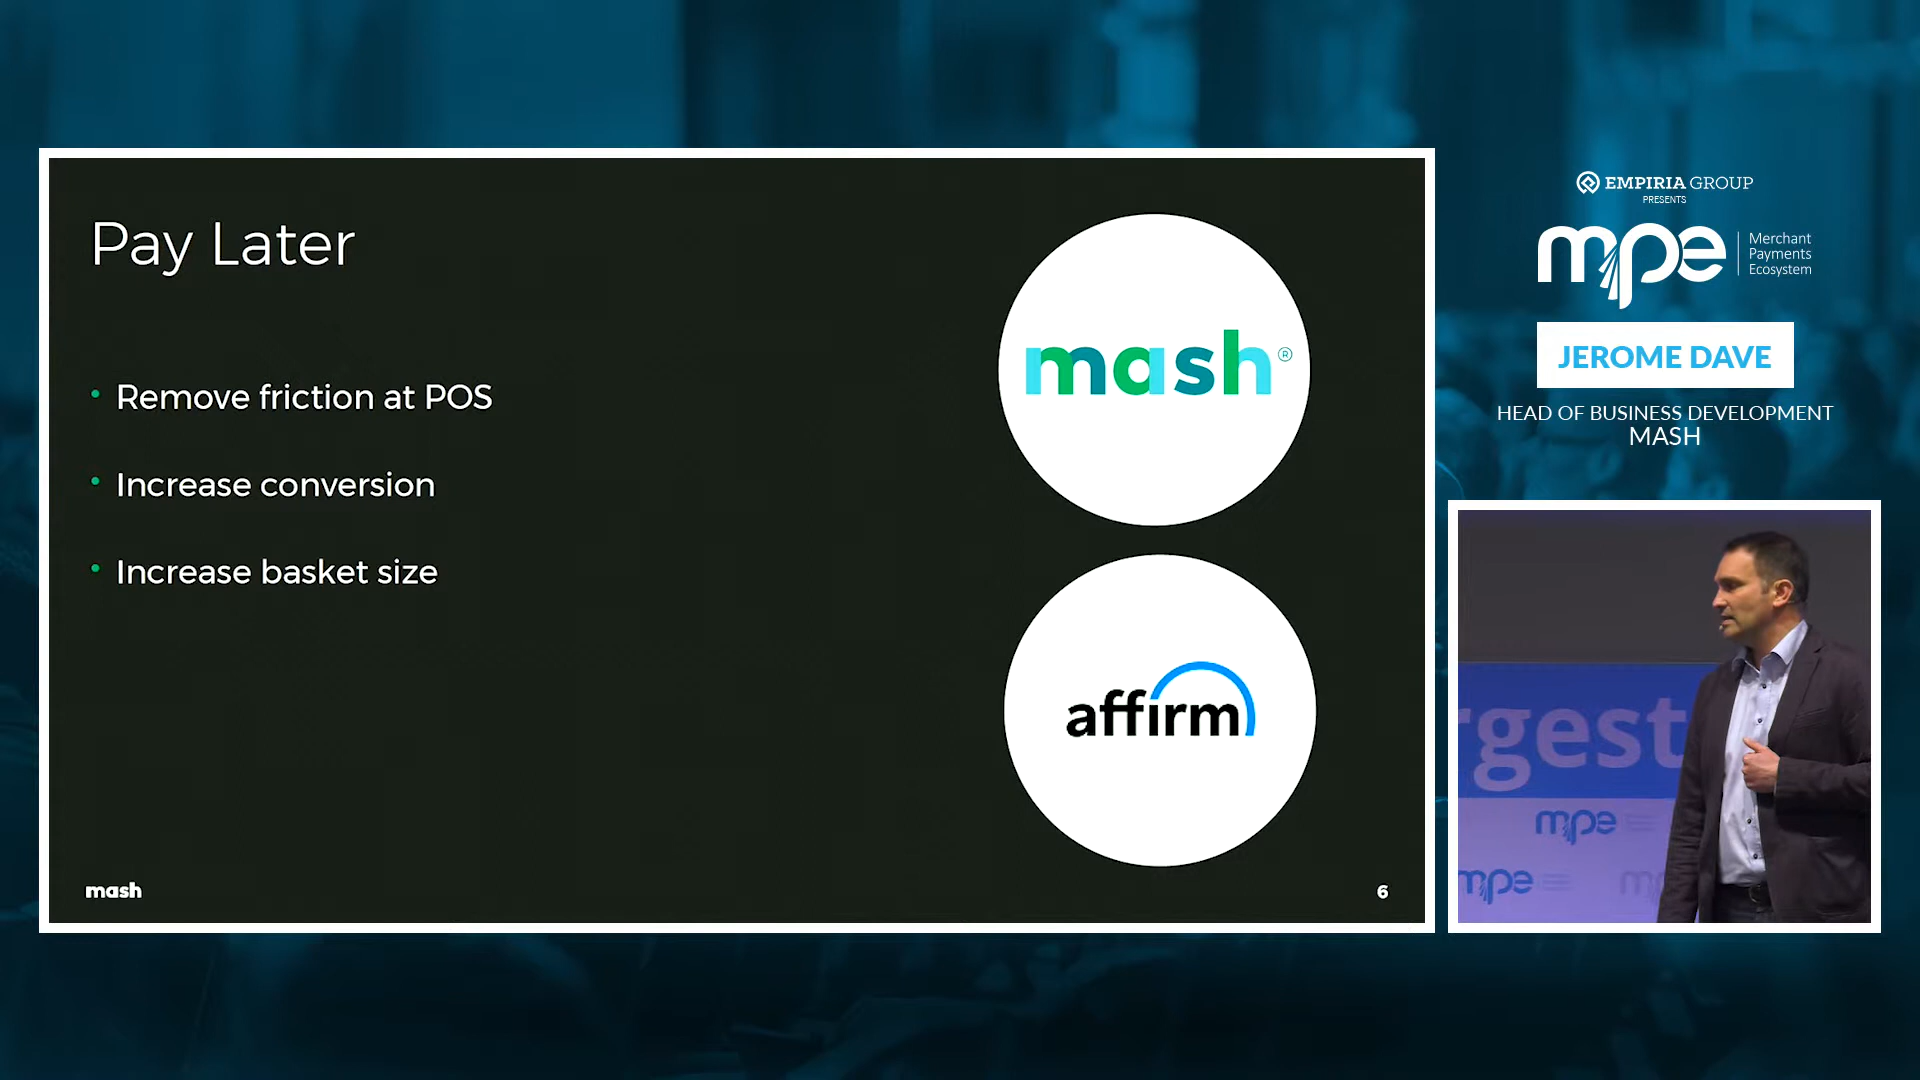 Pay Later
• Remove friction at POS
• Increase conversion
• Increase basket size
mash®
affirm
mash
6
EMPIRIA GROUP
PRESENTS
mpe
Merchant
Payments
Ecosystem
JEROME DAVE
HEAD OF BUSINESS DEVELOPMENT
MASH
rgest
mpe
mpe